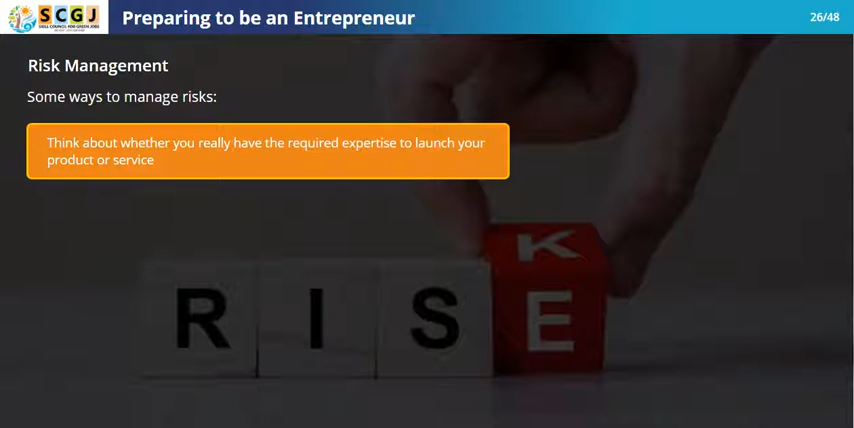 SCGJ
SKILL COUNCIL FOR GREEN JOBS
Preparing to be an Entrepreneur
26/48
Risk Management
Some ways to manage risks:
Think about whether you really have the required expertise to launch your
product or service
K
R I S E